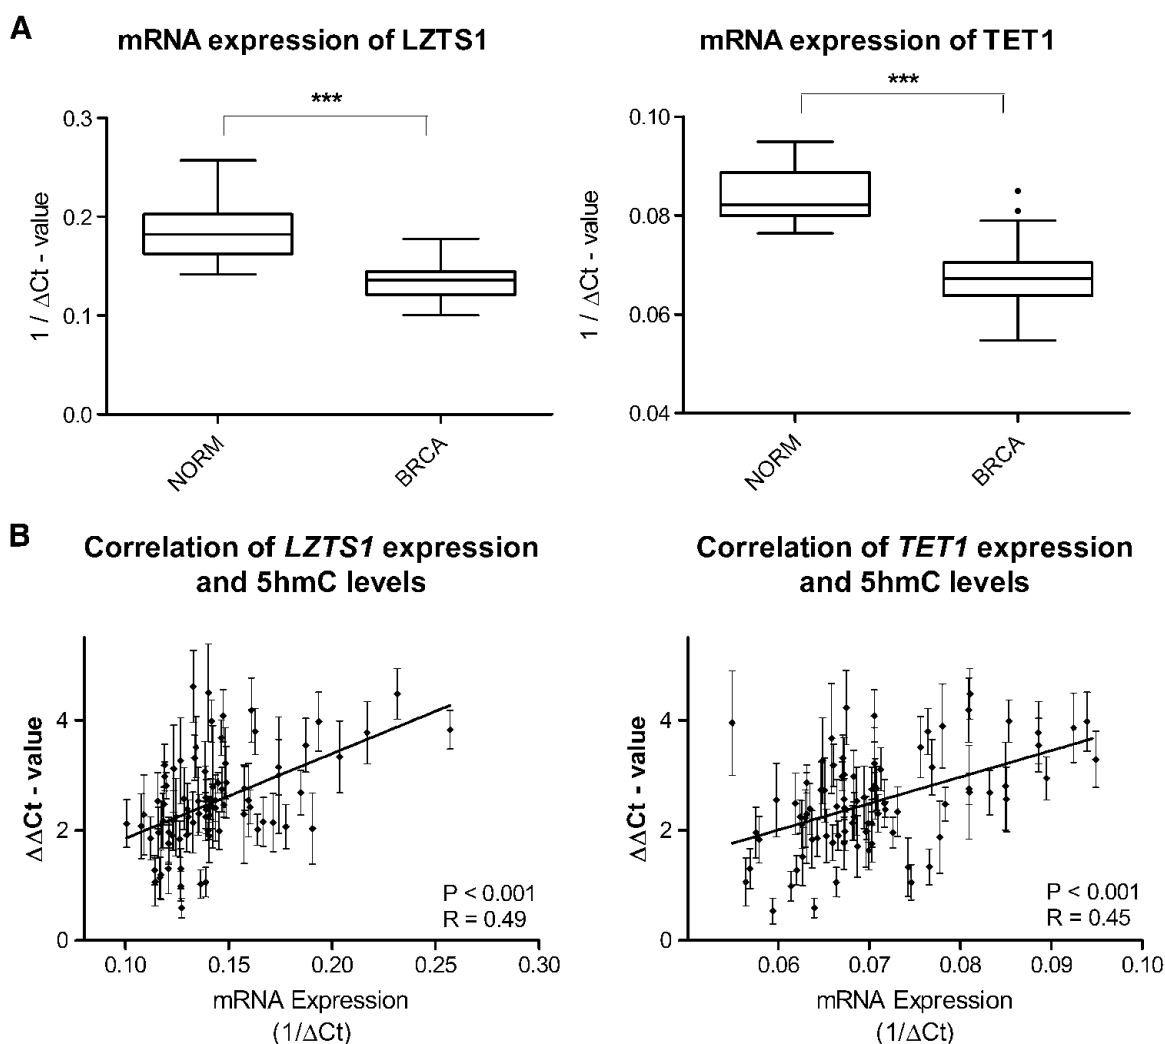 A
mRNA expression of LZTS1
***
0.3
0.2
0.1
0.0
1 / ΔCt - value
NORM
BRCA
mRNA expression of TET1
***
0.10
0.08
0.06
0.04
1 / ΔCt - value
NORM
BRCA
B
Correlation of LZTS1 expression
and 5hmC levels
4
2
0
ΔΔCt - value
P < 0.001
R = 0.49
0.10 0.15 0.20 0.25 0.30
mRNA Expression
(1/ΔCt)
Correlation of TET1 expression
and 5hmC levels
4
2
0
ΔΔCt - value
P < 0.001
R = 0.45
0.06 0.07 0.08 0.09 0.10
mRNA Expression
(1/ΔCt)